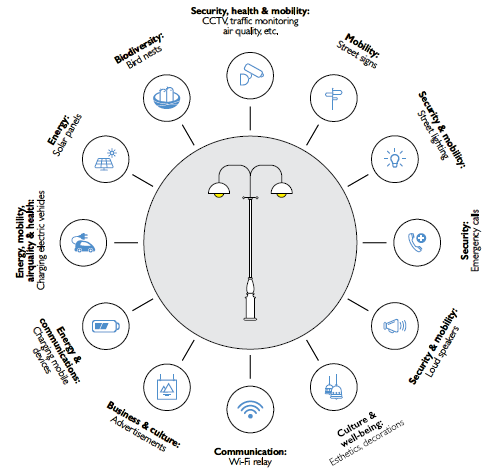 Security, health & mobility:
CCTV, traffic monitoring
air quality, etc.
Mobility:
Street signs
Security & mobility:
Street lighting
Security:
Emergency calls
Security & mobility:
Loud speakers
Culture &
well-being:
Esthetics, decorations
Communication:
Wi-Fi relay
Business & culture:
Advertisements
Energy &
communications:
Charging mobile
devices
Energy, mobility,
airquality & health:
Charging electric vehicles
Energy:
Solar panels
Biodiversity:
Bird nests